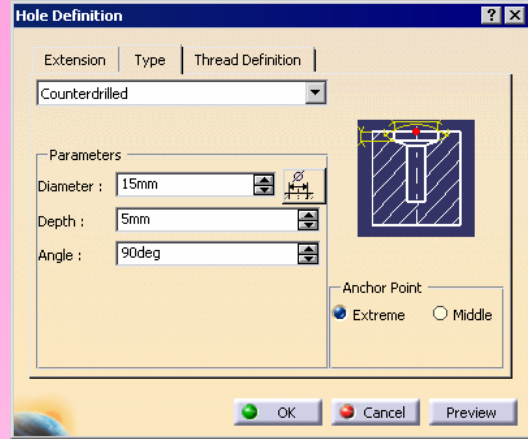 Hole Definition
Extension Type Thread Definition
Counterdrilled
Parameters
Diameter : 15mm
Depth : 5mm
Angle : 90deg
Anchor Point
Extreme Middle
OK Cancel Preview